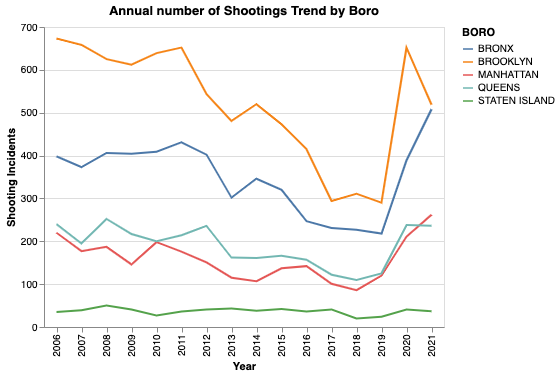 Annual number of Shootings Trend by Boro
BORO
BRONX
BROOKLYN
MANHATTAN
QUEENS
STATEN ISLAND
Shooting Incidents
700
600
500
400
300
200
100
0
2006
2007
2008
2009
2010
2011
2012
2013
2014
2015
2016
2017
2018
2019
2020
2021
Year